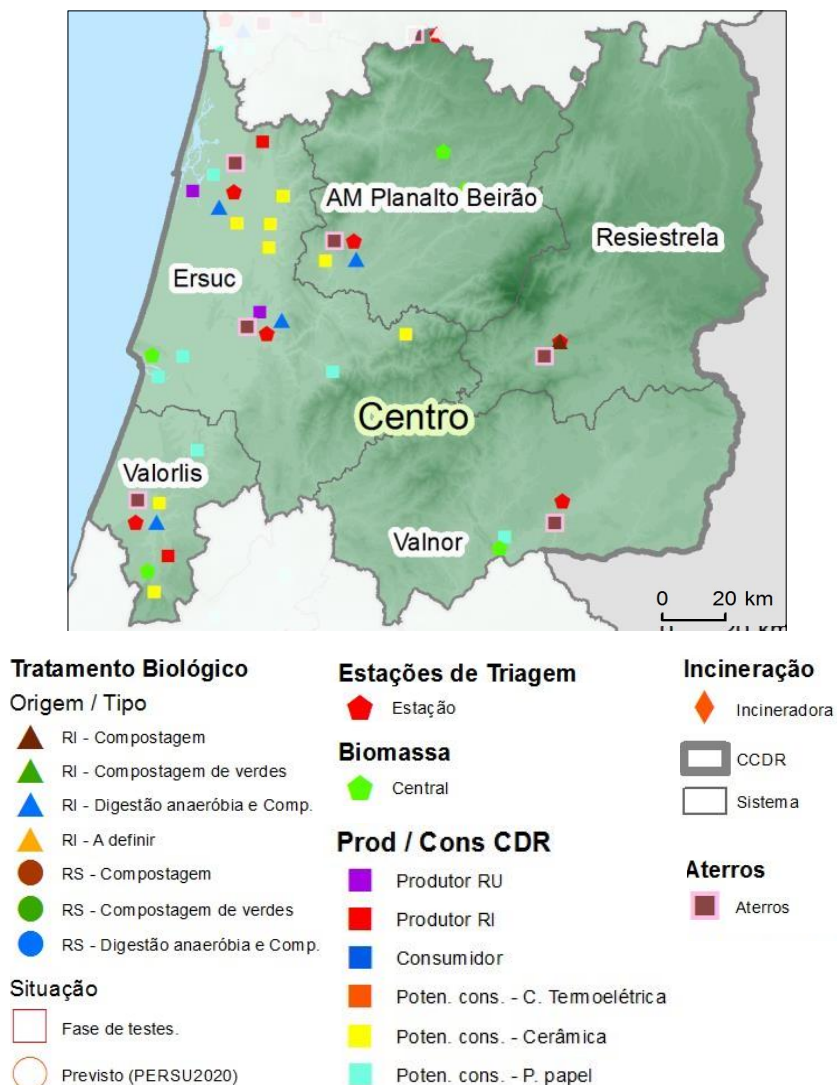 AM Planalto Beirão
Resiestrela
Ersuc
Centro
Valorlis
Valnor
0 20 km
0 20 km
Tratamento Biológico
Origem / Tipo
RI - Compostagem
RI - Compostagem de verdes
RI - Digestão anaeróbia e Comp.
RI - A definir
RS - Compostagem
RS - Compostagem de verdes
RS - Digestão anaeróbia e Comp.
Situação
Fase de testes.
Previsto (PERSU2020)
Estações de Triagem
Estação
Biomassa
Central
Prod / Cons CDR
Produtor RU
Produtor RI
Consumidor
Poten. cons. - C. Termoelétrica
Poten. cons. - Cerâmica
Poten. cons. - P. papel
Incineração
Incineradora
CCDR
Sistema
Aterros
Aterros